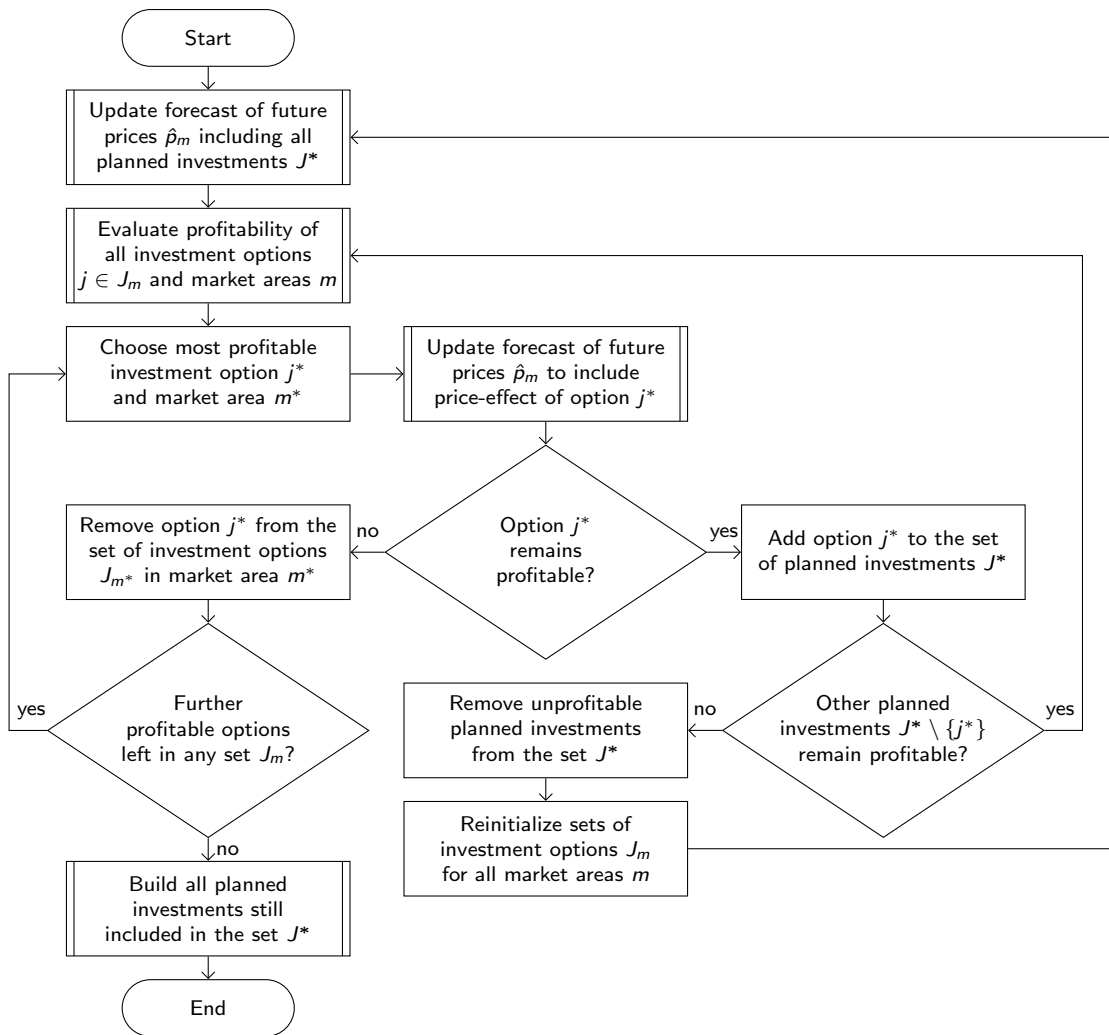 Start
Update forecast of future
prices p̂ₘ including all
planned investments J*
Evaluate profitability of
all investment options
j ∈ Jₘ and market areas m
Choose most profitable
investment option j*
and market area m*
Update forecast of future
prices p̂ₘ to include
price-effect of option j*
Option j*
remains
profitable?
no
yes
Remove option j* from the
set of investment options
Jₘ* in market area m*
Add option j* to the set
of planned investments J*
Further
profitable options
left in any set Jₘ?
yes
no
Other planned
investments J* \ {j*}
remain profitable?
no
yes
Remove unprofitable
planned investments
from the set J*
Reinitialize sets of
investment options Jₘ
for all market areas m
Build all planned
investments still
included in the set J*
End